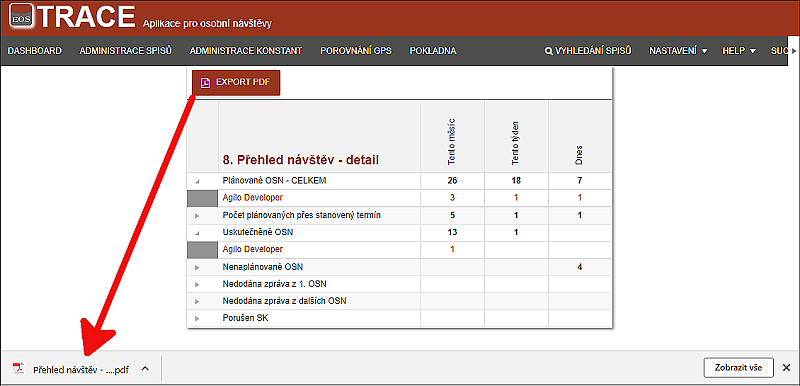 EOS TRACE Aplikace pro osobní návštěvy
DASHBOARD ADMINISTRACE SPISŮ ADMINISTRACE KONSTANT POROVNÁNÍ GPS POKLADNA VYHLEDÁNÍ SPISŮ NASTAVENÍ HELP SUC
EXPORT PDF
8. Přehled návštěv - detail Tento měsíc Tento týden Dnes
Plánované OSN - CELKEM 26 18 7
Agilo Developer 3 1 1
Počet plánovaných přes stanovený termín 5 1 1
Uskutečněné OSN 13 1
Agilo Developer 1
Nenaplánované OSN 4
Nedodána zpráva z 1. OSN
Nedodána zpráva z dalších OSN
Porušen SK
Přehled návštěv - ....pdf Zobrazit vše